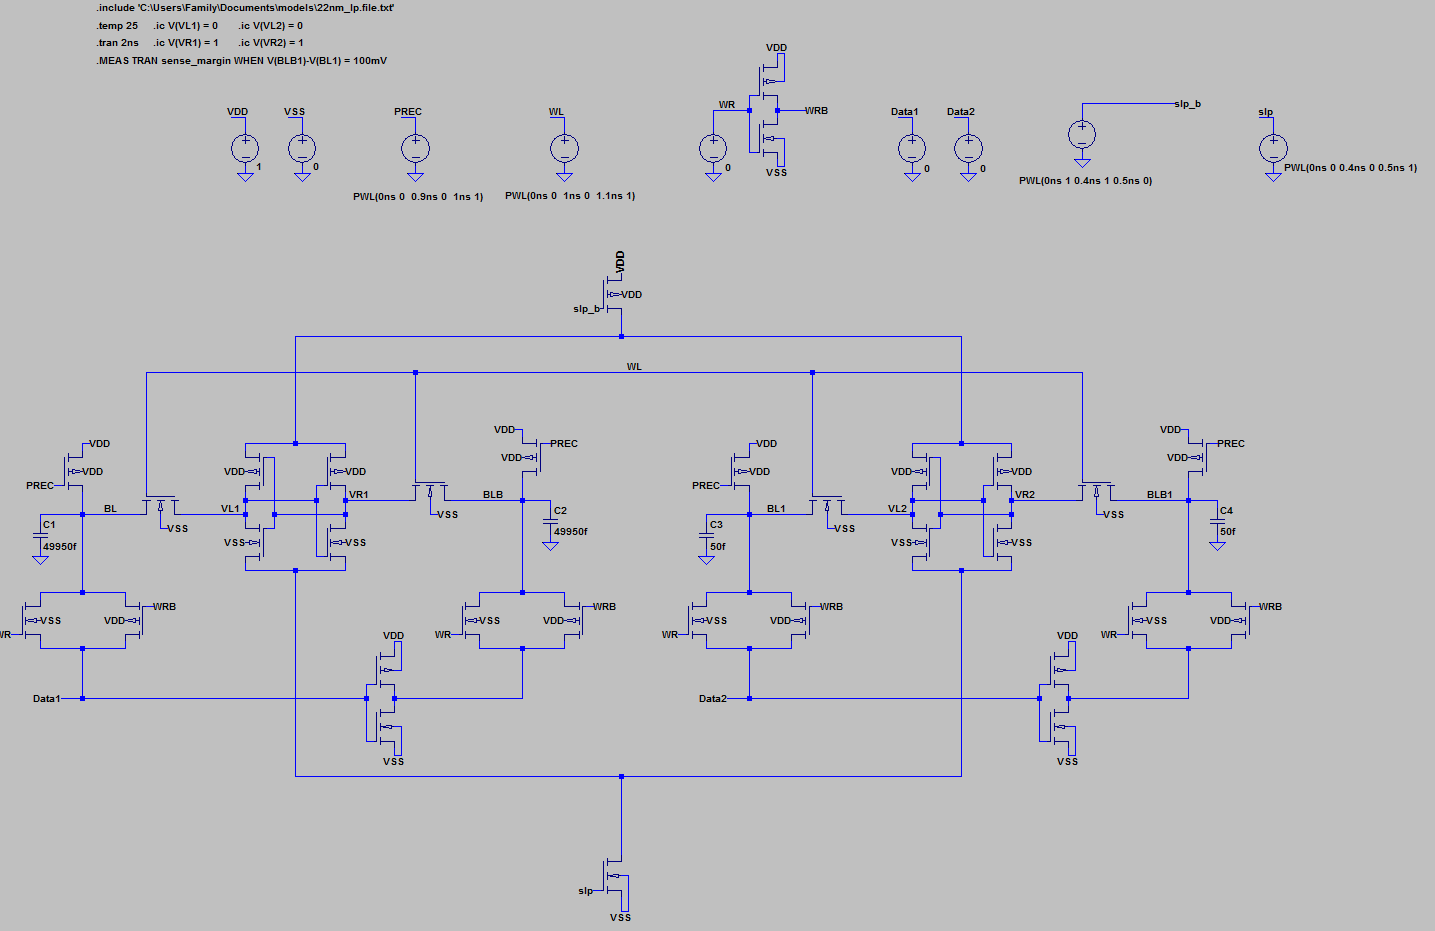 .include 'C:\Users\Family\Documents\models\22nm_lp.file.txt'
.temp 25 .ic V(VL1) = 0 .ic V(VL2) = 0
.tran 2ns .ic V(VR1) = 1 .ic V(VR2) = 1
.MEAS TRAN sense_margin WHEN V(BLB1)-V(BL1) = 100mV
VDD
WR WRB
VSS
VDD VSS PREC WL Data1 Data2 slp_b slp
1 0 0 0 0
PWL(0ns 0 0.9ns 0 1ns 1) PWL(0ns 0 1ns 0 1.1ns 1) PWL(0ns 1 0.4ns 1 0.5ns 0) PWL(0ns 0 0.4ns 0 0.5ns 1)
VDD
VDD
slp_b
WL
VDD VDD VDD VDD
PREC PREC
VDD VDD VDD VDD VDD VDD VDD VDD
PREC PREC
VR1 BLB VR2 BLB1
BL VL1 VSS BL1 VL2 VSS
C1 VSS C2 C3 VSS C4
49950f 49950f 50f 50f
VSS VSS VSS VSS
WRB WRB WRB WRB
VSS VDD VSS VDD VSS VDD VSS VDD
WR WR WR WR
VDD VDD
Data1 Data2
VSS VSS
slp
VSS